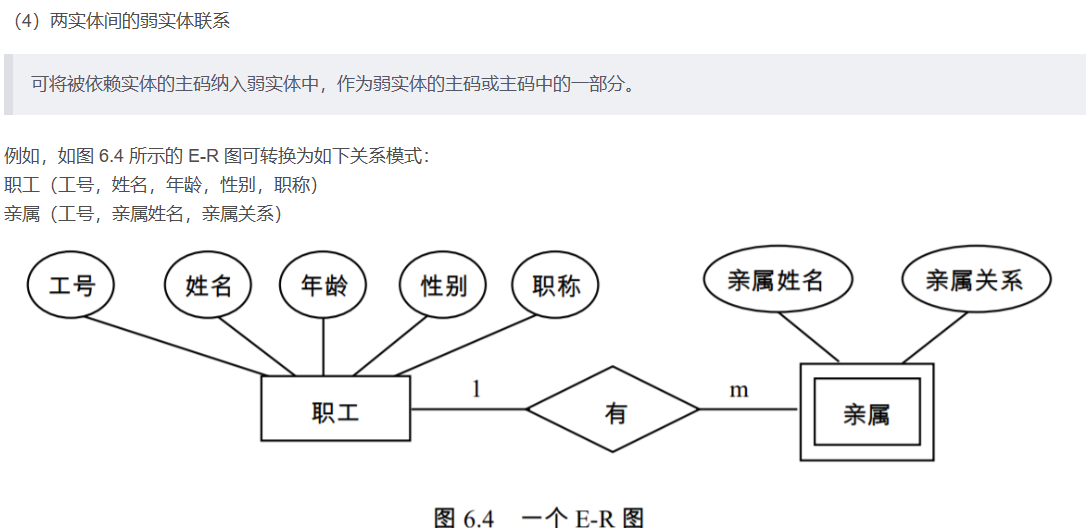 （4）两实体间的弱实体联系
可将被依赖实体的主码纳入弱实体中，作为弱实体的主码或主码中的一部分。
例如，如图 6.4 所示的 E-R 图可转换为如下关系模式：
职工（工号，姓名，年龄，性别，职称）
亲属（工号，亲属姓名，亲属关系）
工号 姓名 年龄 性别 职称 亲属姓名 亲属关系
职工 1 有 m 亲属
图 6.4 一个 E-R 图